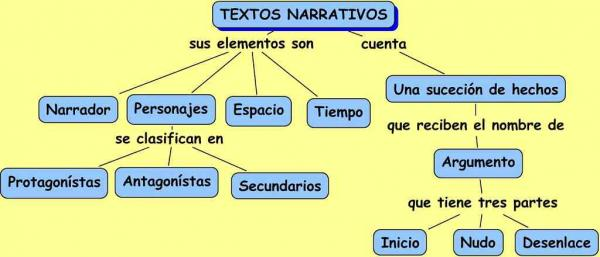 TEXTOS NARRATIVOS
sus elementos son
cuenta
Narrador
Personajes
Espacio
Tiempo
Una suceción de hechos
se clasifican en
que reciben el nombre de
Protagonístas
Antagonístas
Secundarios
Argumento
que tiene tres partes
Inicio
Nudo
Desenlace